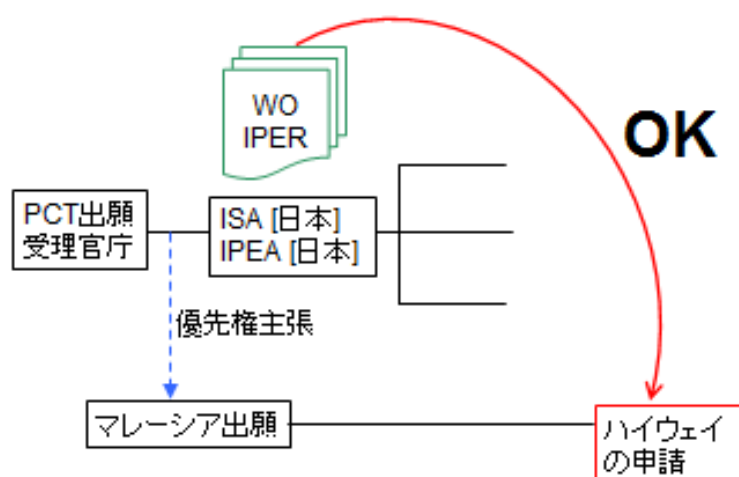 WO
IPER
OK
PCT出願
受理官庁
ISA [日本]
IPEA [日本]
優先権主張
マレーシア出願
ハイウェイ
の申請